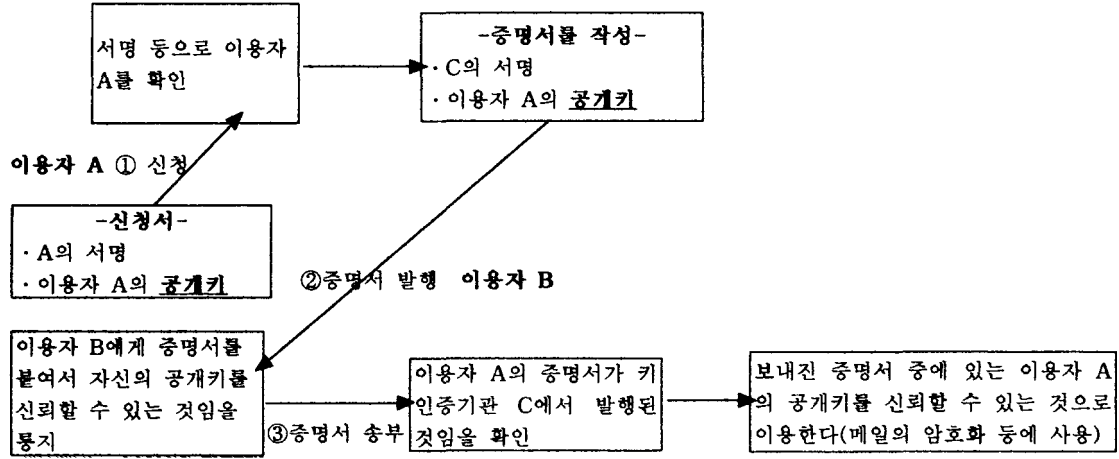 서명 등으로 이용자
A를 확인
-증명서를 작성-
· C의 서명
· 이용자 A의 공개키
이용자 A ① 신청
-신청서-
· A의 서명
· 이용자 A의 공개키
②증명서 발행 이용자 B
이용자 B에게 증명서를
붙여서 자신의 공개키를
신뢰할 수 있는 것임을
통지
③증명서 송부
이용자 A의 증명서가 키
인증기관 C에서 발행된
것임을 확인
보내진 증명서 중에 있는 이용자 A
의 공개키를 신뢰할 수 있는 것으로
이용한다(메일의 암호화 등에 사용)